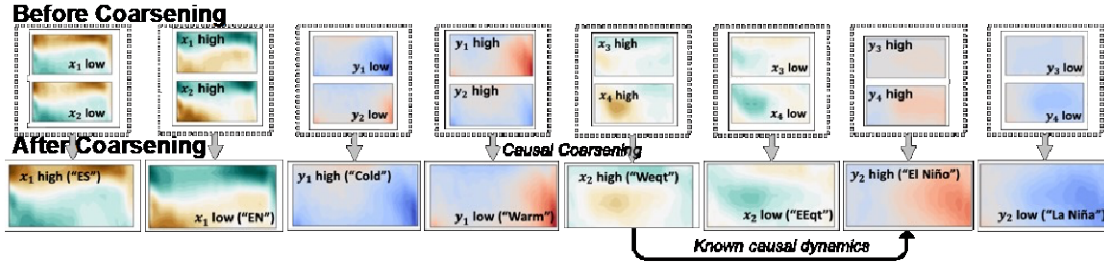 Before Coarsening
x₁ low
x₂ low
x₁ high
x₂ high
y₁ low
y₂ low
y₁ high
y₂ high
x₃ high
x₄ high
x₃ low
x₄ low
y₃ high
y₄ high
y₃ low
y₄ low
After Coarsening
Causal Coarsening
x₁ high ("ES")
x₁ low ("EN")
y₁ high ("Cold")
y₁ low ("Warm")
x₂ high ("Weqt")
x₂ low ("EEqt")
y₂ high ("El Niño")
y₂ low ("La Niña")
Known causal dynamics